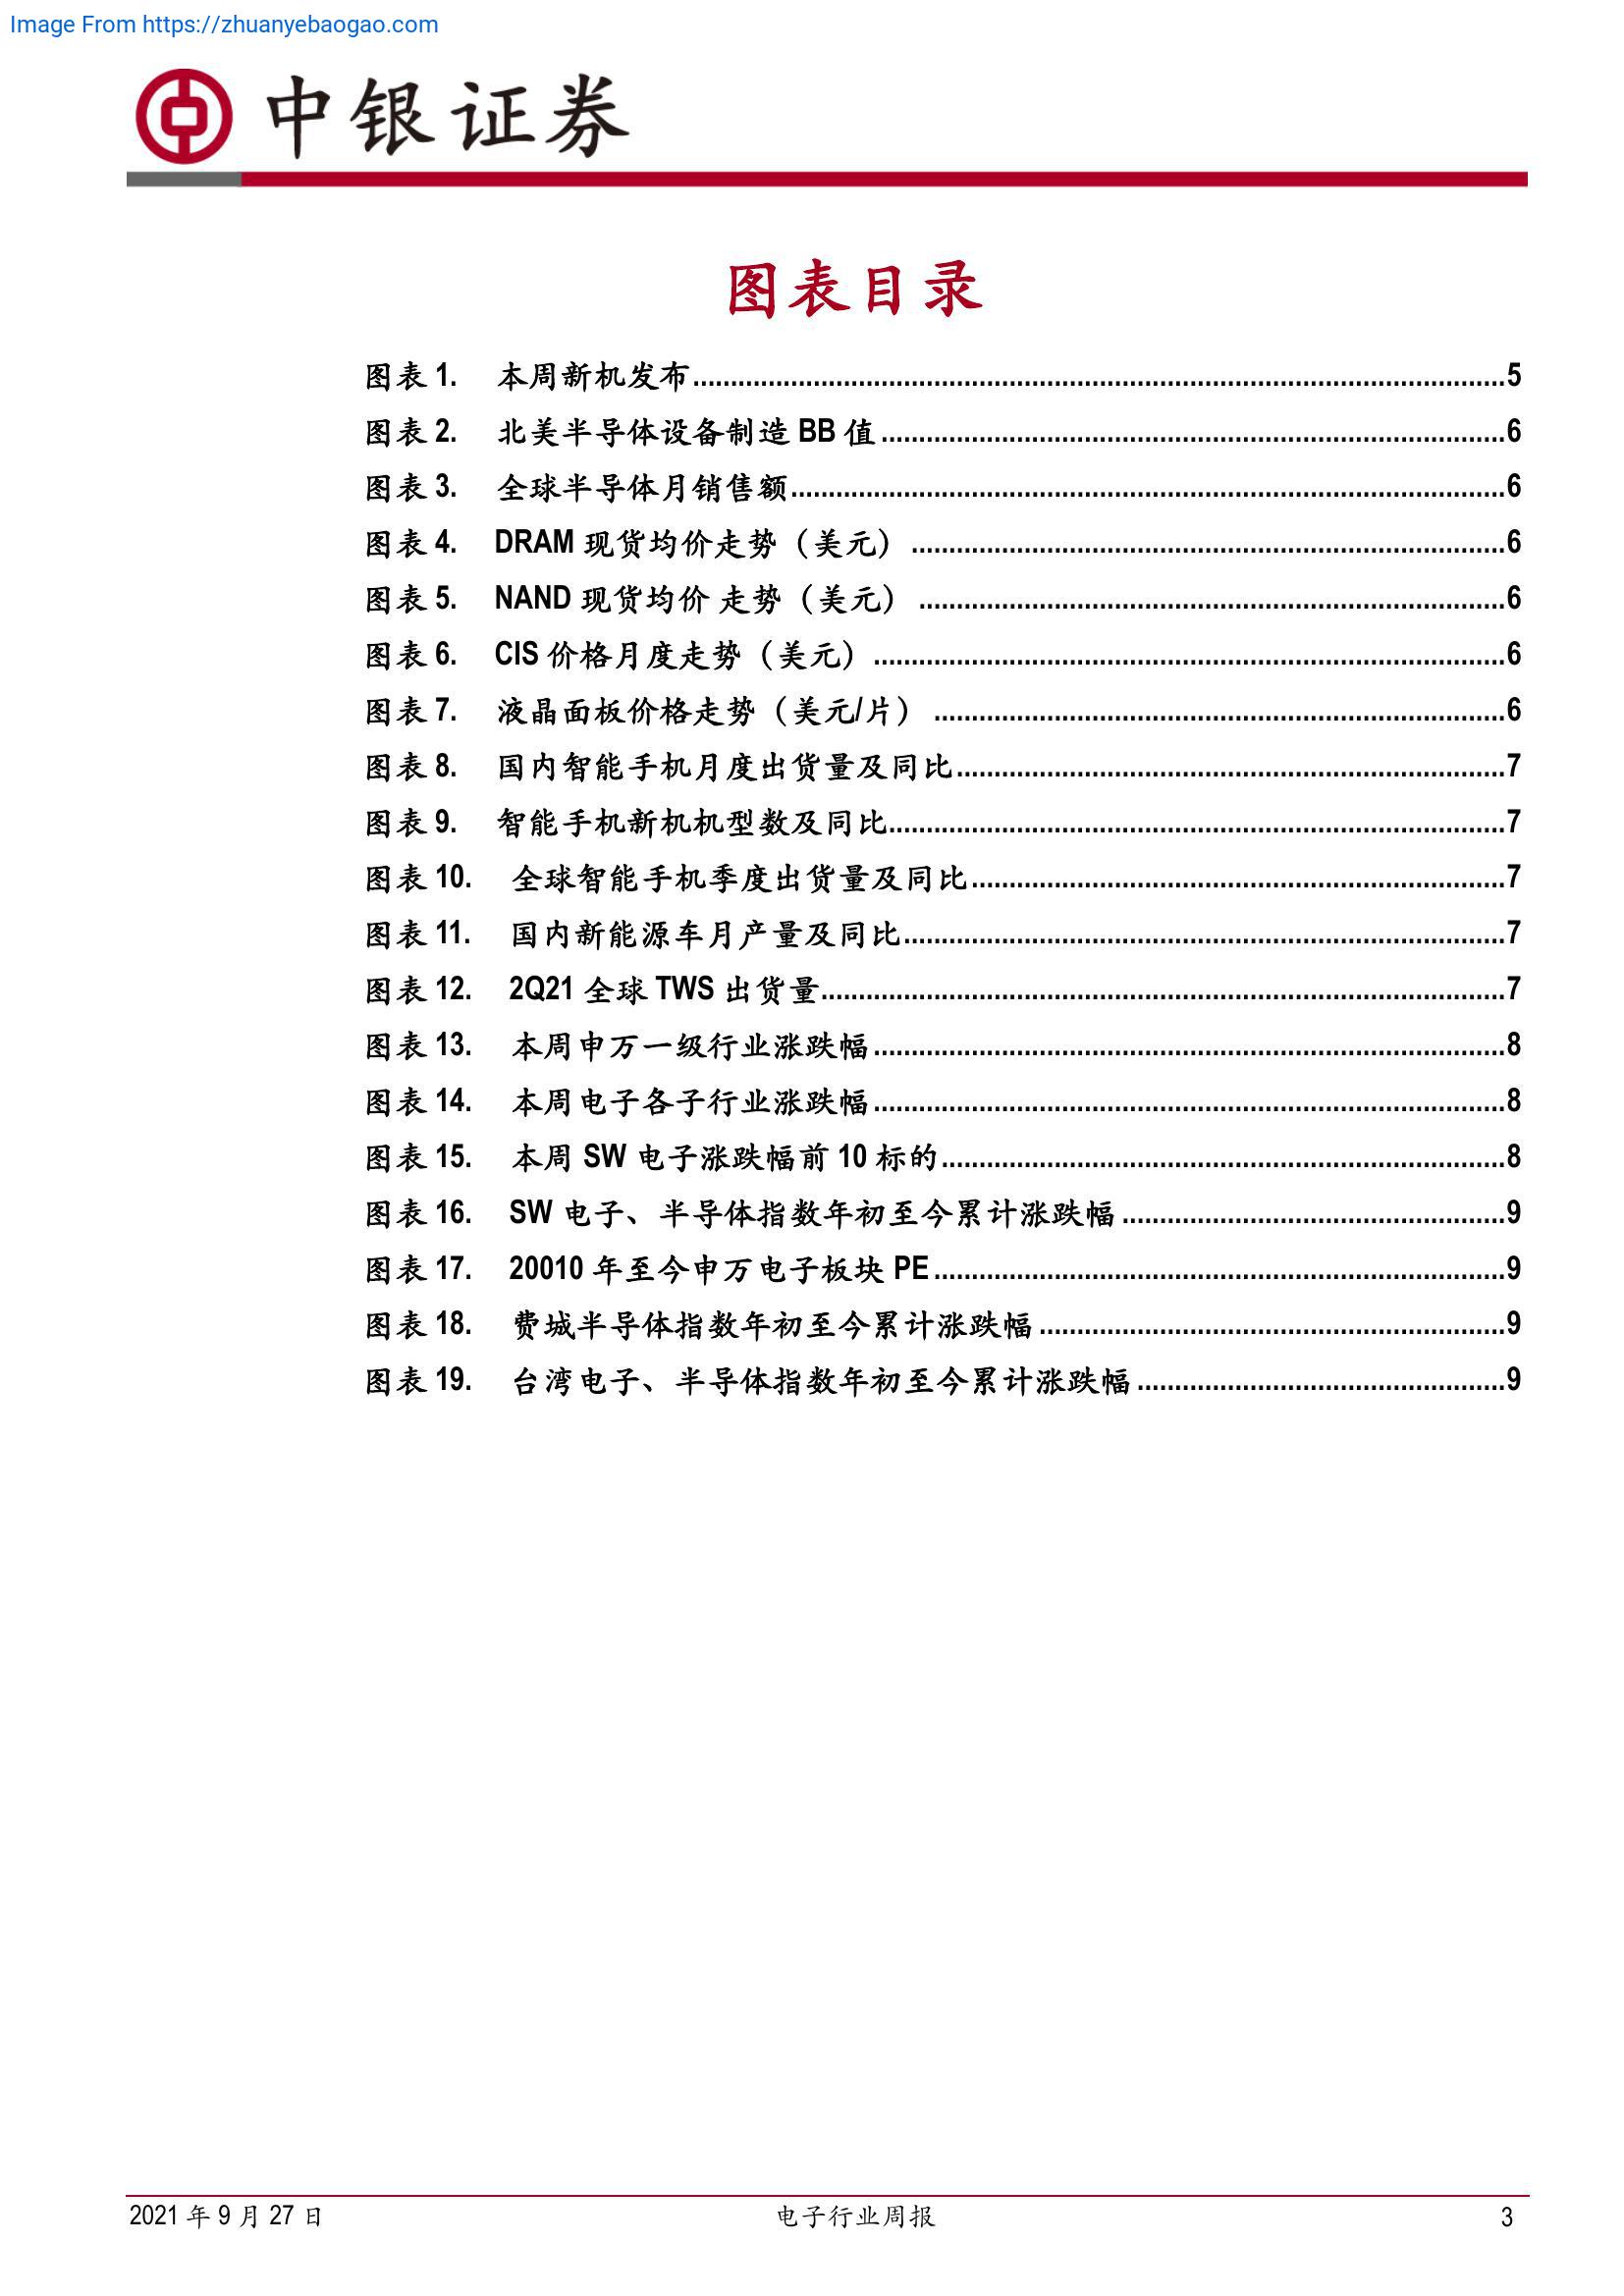 Image From https://zhuanyebaogao.com
中银证券
图表目录
图表 1. 本周新机发布........5
图表 2. 北美半导体设备制造 BB 值........6
图表 3. 全球半导体月销售额........6
图表 4. DRAM 现货均价走势（美元）........6
图表 5. NAND 现货均价 走势（美元）........6
图表 6. CIS 价格月度走势（美元）........6
图表 7. 液晶面板价格走势（美元/片）........6
图表 8. 国内智能手机月度出货量及同比........7
图表 9. 智能手机新机机型数及同比........7
图表 10. 全球智能手机季度出货量及同比........7
图表 11. 国内新能源车月产量及同比........7
图表 12. 2Q21 全球 TWS 出货量........7
图表 13. 本周申万一级行业涨跌幅........8
图表 14. 本周电子各子行业涨跌幅........8
图表 15. 本周 SW 电子涨跌幅前 10 标的........8
图表 16. SW 电子、半导体指数年初至今累计涨跌幅........9
图表 17. 20010 年至今申万电子板块 PE........9
图表 18. 费城半导体指数年初至今累计涨跌幅........9
图表 19. 台湾电子、半导体指数年初至今累计涨跌幅........9
2021 年 9 月 27 日 电子行业周报 3